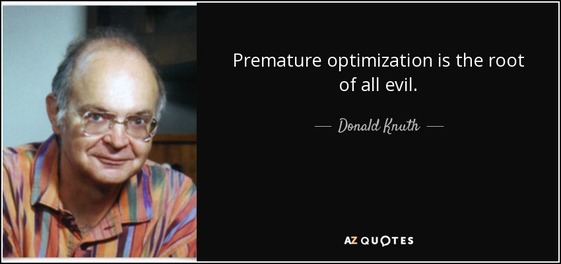 Premature optimization is the root
of all evil.
Donald Knuth
AZ QUOTES